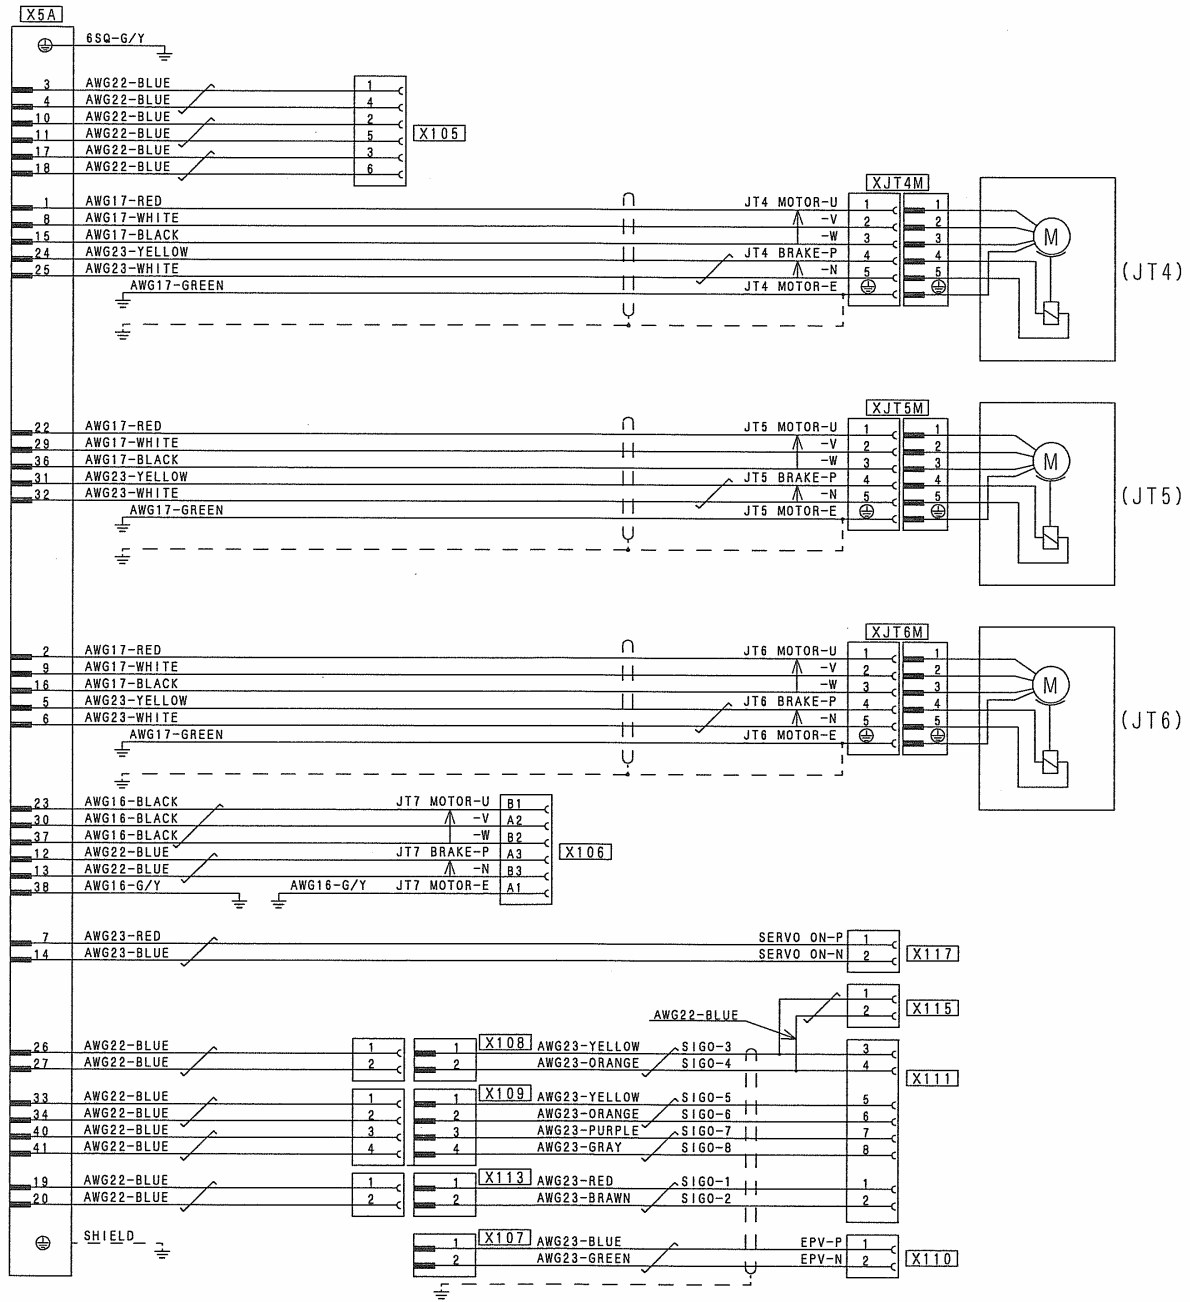 X5A
6SQ-G/Y
3 AWG22-BLUE 1
4 AWG22-BLUE 4
10 AWG22-BLUE 2
11 AWG22-BLUE 5 X105
17 AWG22-BLUE 3
18 AWG22-BLUE 6
XJT4M
1 AWG17-RED JT4 MOTOR-U 1 1
8 AWG17-WHITE -V 2 2
15 AWG17-BLACK -W 3 3 M
24 AWG23-YELLOW JT4 BRAKE-P 4 4
25 AWG23-WHITE -N 5 5 (JT4)
AWG17-GREEN JT4 MOTOR-E
XJT5M
22 AWG17-RED JT5 MOTOR-U 1 1
29 AWG17-WHITE -V 2 2
36 AWG17-BLACK -W 3 3 M
31 AWG23-YELLOW JT5 BRAKE-P 4 4
32 AWG23-WHITE -N 5 5 (JT5)
AWG17-GREEN JT5 MOTOR-E
XJT6M
2 AWG17-RED JT6 MOTOR-U 1 1
9 AWG17-WHITE -V 2 2
16 AWG17-BLACK -W 3 3 M
5 AWG23-YELLOW JT6 BRAKE-P 4 4
6 AWG23-WHITE -N 5 5 (JT6)
AWG17-GREEN JT6 MOTOR-E
23 AWG16-BLACK JT7 MOTOR-U B1
30 AWG16-BLACK -V A2
37 AWG16-BLACK -W B2
12 AWG22-BLUE JT7 BRAKE-P A3 X106
13 AWG22-BLUE -N B3
38 AWG16-G/Y AWG16-G/Y JT7 MOTOR-E A1
7 AWG23-RED SERVO ON-P 1
14 AWG23-BLUE SERVO ON-N 2 X117
1
2 X115
AWG22-BLUE
26 AWG22-BLUE 1 1 X108 AWG23-YELLOW SIGO-3 3
27 AWG22-BLUE 2 2 AWG23-ORANGE SIGO-4 4
X111
33 AWG22-BLUE 1 1 X109 AWG23-YELLOW SIGO-5 5
34 AWG22-BLUE 2 2 AWG23-ORANGE SIGO-6 6
40 AWG22-BLUE 3 3 AWG23-PURPLE SIGO-7 7
41 AWG22-BLUE 4 4 AWG23-GRAY SIGO-8 8
19 AWG22-BLUE 1 1 X113 AWG23-RED SIGO-1 1
20 AWG22-BLUE 2 2 AWG23-BRAWN SIGO-2 2
SHIELD
1 X107 AWG23-BLUE EPV-P 1
2 AWG23-GREEN EPV-N 2 X110